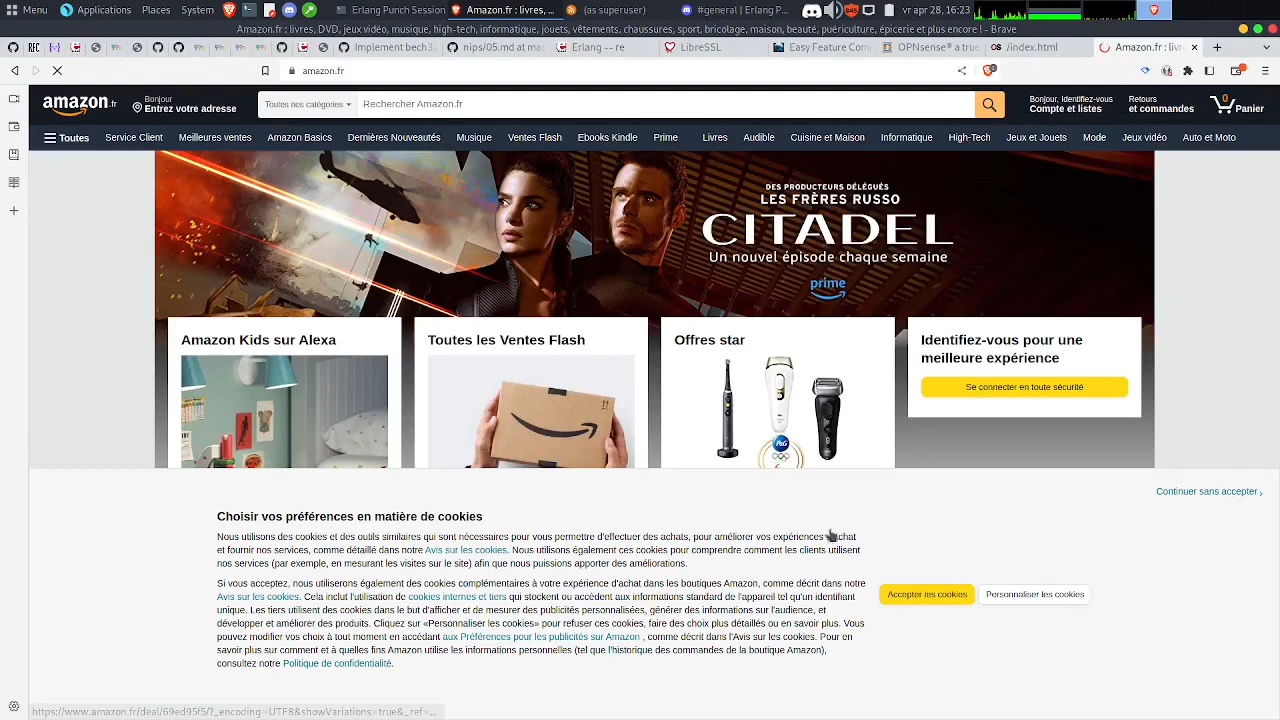 Menu Applications Places System Erlang Punch Session Amazon.fr : livres, ... (as superuser) #general | Erlang P... 845 vr apr 28, 16:23
Amazon.fr : livres, DVD, jeux vidéo, musique, high-tech, informatique, jouets, vêtements, chaussures, sport, bricolage, maison, beauté, puériculture, épicerie et plus encore ! - Brave
Implement bech3 nips/05.md at ma Erlang -- re LibreSSL Easy Feature Com OPNsense® a true /index.html Amazon.fr : livres
amazon.fr
amazon.fr
Bonjour
Entrez votre adresse
Toutes nos catégories
Rechercher Amazon.fr
Bonjour, Identifiez-vous
Compte et listes
Retours
et commandes
0
Panier
Toutes Service Client Meilleures ventes Amazon Basics Dernières Nouveautés Musique Ventes Flash Ebooks Kindle Prime Livres Audible Cuisine et Maison Informatique High-Tech Jeux et Jouets Mode Jeux vidéo Auto et Moto
DES PRODUCTEURS DÉLÉGUÉS
LES FRÈRES RUSSO
CITADEL
Un nouvel épisode chaque semaine
prime
Amazon Kids sur Alexa
Toutes les Ventes Flash
Offres star
P&G
Identifiez-vous pour une
meilleure expérience
Se connecter en toute sécurité
Continuer sans accepter
Choisir vos préférences en matière de cookies
Nous utilisons des cookies et des outils similaires qui sont nécessaires pour vous permettre d'effectuer des achats, pour améliorer vos expériences achat
et fournir nos services, comme détaillé dans notre Avis sur les cookies. Nous utilisons également ces cookies pour comprendre comment les clients utilisent
nos services (par exemple, en mesurant les visites sur le site) afin que nous puissions apporter des améliorations.
Si vous acceptez, nous utiliserons également des cookies complémentaires à votre expérience d'achat dans les boutiques Amazon, comme décrit dans notre
Avis sur les cookies. Cela inclut l'utilisation de cookies internes et tiers qui stockent ou accèdent aux informations standard de l'appareil tel qu'un identifiant
unique. Les tiers utilisent des cookies dans le but d'afficher et de mesurer des publicités personnalisées, générer des informations sur l'audience, et
développer et améliorer des produits. Cliquez sur «Personnaliser les cookies» pour refuser ces cookies, faire des choix plus détaillés ou en savoir plus. Vous
pouvez modifier vos choix à tout moment en accédant aux Préférences pour les publicités sur Amazon , comme décrit dans l'Avis sur les cookies. Pour en
savoir plus sur comment et à quelles fins Amazon utilise les informations personnelles (tel que l'historique des commandes de la boutique Amazon),
consultez notre Politique de confidentialité.
Accepter les cookies
Personnaliser les cookies
https://www.amazon.fr/deal/69ed95f5/?_encoding=UTF8&showVariations=true&_ref=...